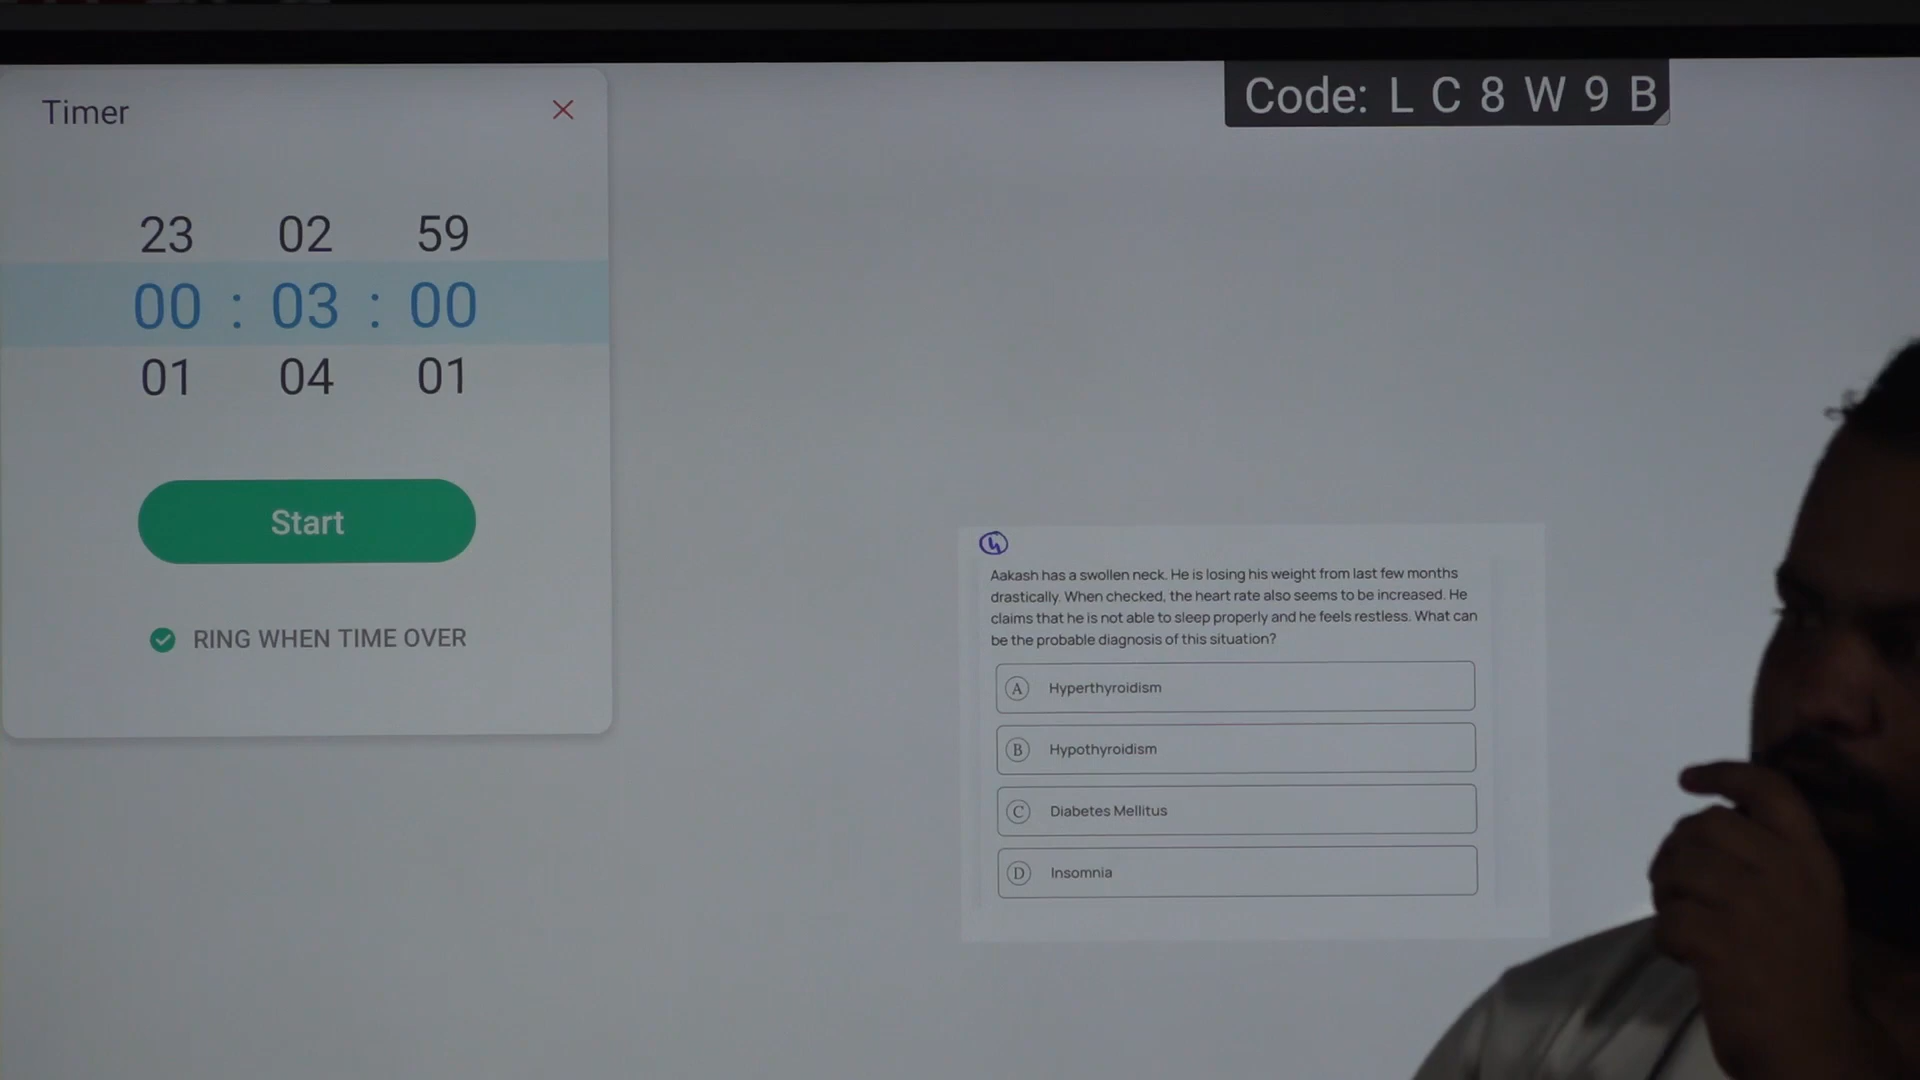 Timer
Code: L C 8 W 9 B
23 02 59
00 : 03 : 00
01 04 01
Start
RING WHEN TIME OVER
4
Aakash has a swollen neck. He is losing his weight from last few months
drastically. When checked, the heart rate also seems to be increased. He
claims that he is not able to sleep properly and he feels restless. What can
be the probable diagnosis of this situation?
A Hyperthyroidism
B Hypothyroidism
C Diabetes Mellitus
D Insomnia